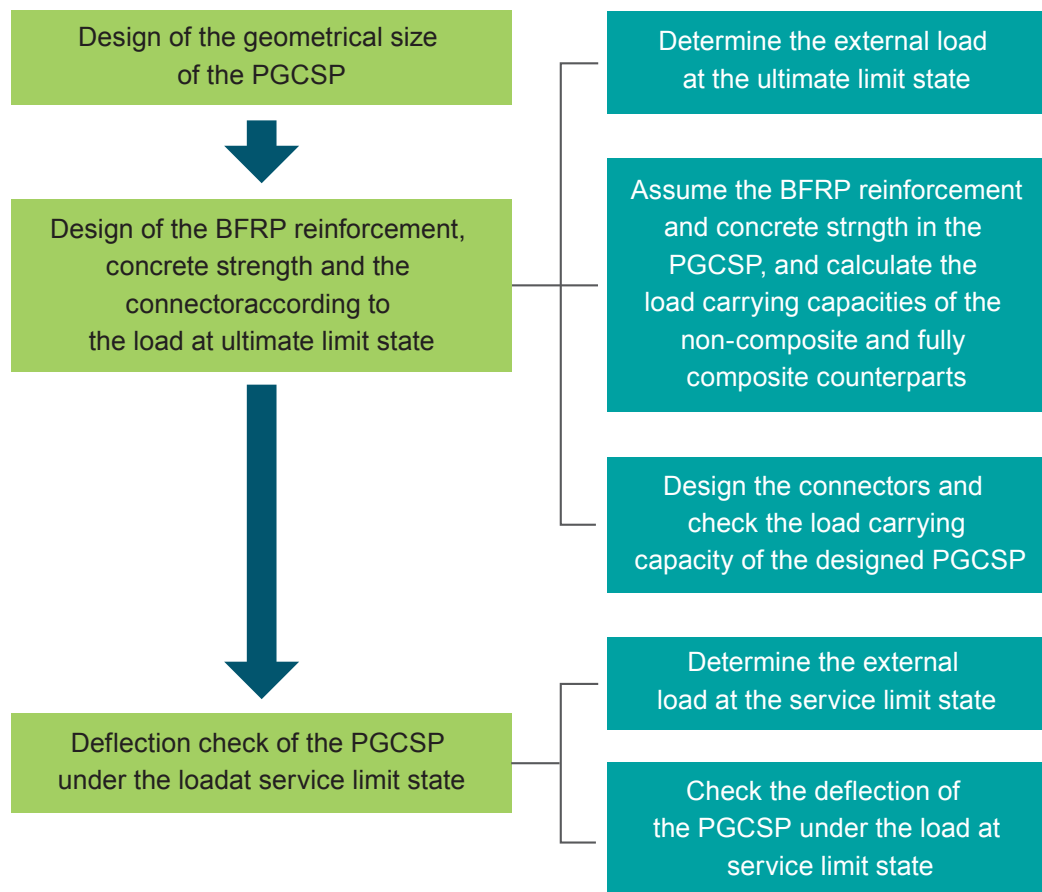 Design of the geometrical size
of the PGCSP
Design of the BFRP reinforcement,
concrete strength and the
connectoraccording to
the load at ultimate limit state
Deflection check of the PGCSP
under the loadat service limit state
Determine the external load
at the ultimate limit state
Assume the BFRP reinforcement
and concrete strngth in the
PGCSP, and calculate the
load carrying capacities of the
non-composite and fully
composite counterparts
Design the connectors and
check the load carrying
capacity of the designed PGCSP
Determine the external
load at the service limit state
Check the deflection of
the PGCSP under the load at
service limit state